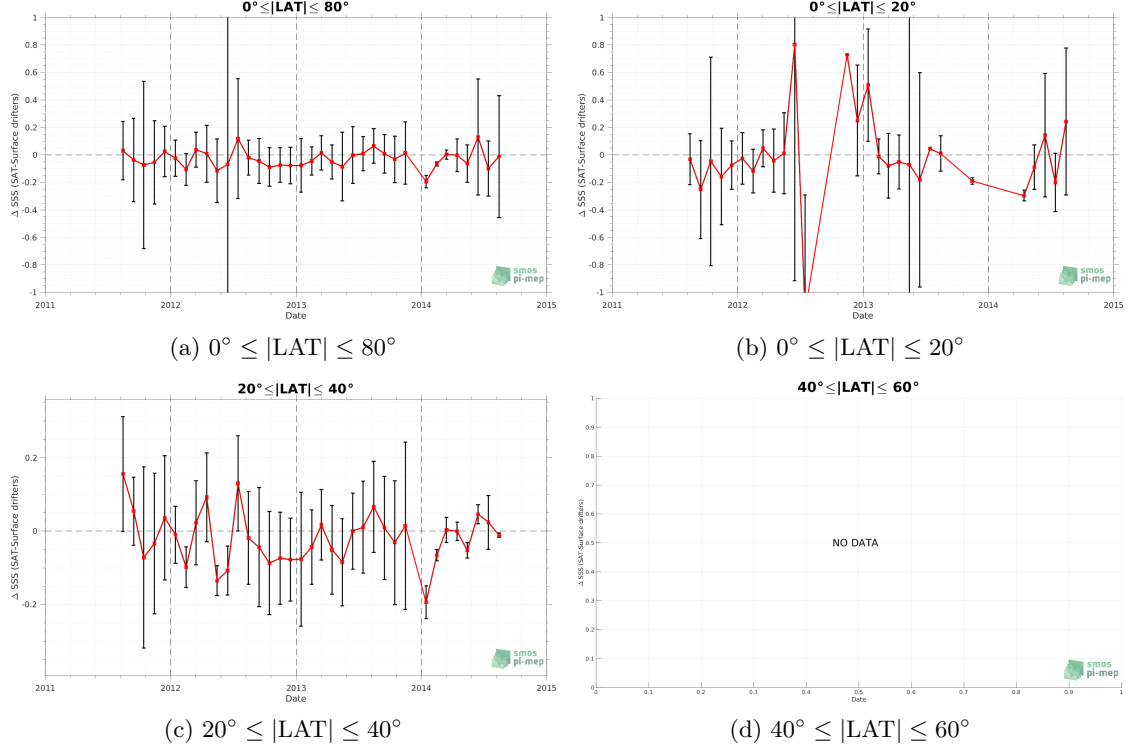 0°≤|LAT|≤ 80°
1
0.8
0.6
0.4
0.2
0
-0.2
-0.4
-0.6
-0.8
-1
Δ SSS (SAT-Surface drifters)
2011
2012
2013
2014
2015
Date
smos
pi-mep
(a) 0° ≤ |LAT| ≤ 80°
0°≤|LAT|≤ 20°
1
0.8
0.6
0.4
0.2
0
-0.2
-0.4
-0.6
-0.8
-1
Δ SSS (SAT-Surface drifters)
2011
2012
2013
2014
2015
Date
smos
pi-mep
(b) 0° ≤ |LAT| ≤ 20°
20°≤|LAT|≤ 40°
0.2
0
-0.2
Δ SSS (SAT-Surface drifters)
2011
2012
2013
2014
2015
Date
smos
pi-mep
(c) 20° ≤ |LAT| ≤ 40°
40°≤|LAT|≤ 60°
1
0.9
0.8
0.7
0.6
0.5
0.4
0.3
0.2
0.1
0
Δ SSS (SAT-Surface drifters)
NO DATA
0
0.1
0.2
0.3
0.4
0.5
0.6
0.7
0.8
0.9
1
Date
smos
pi-mep
(d) 40° ≤ |LAT| ≤ 60°